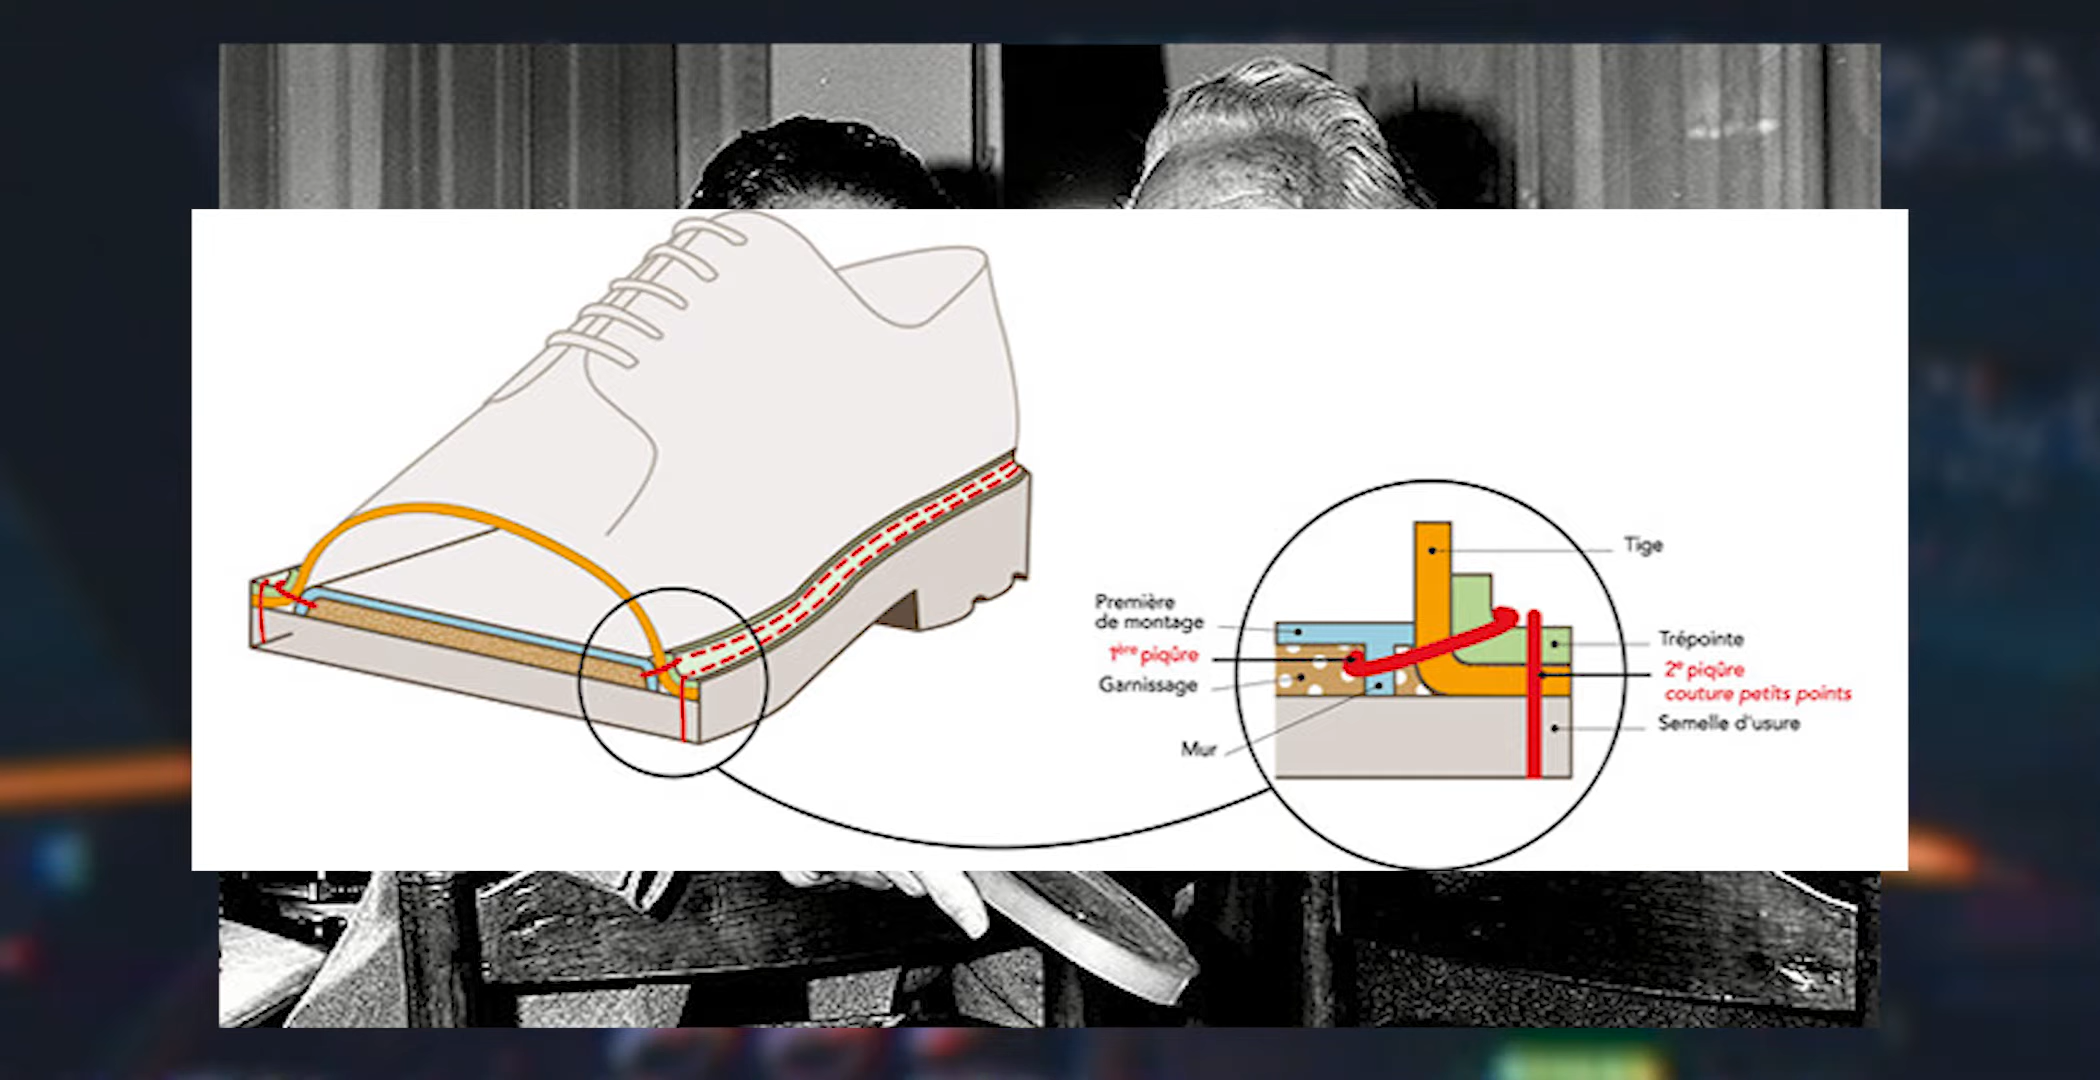 Tige
Première
de montage
1ère piqûre
Garnissage
Mur
Trépointe
2e piqûre
couture petits points
Semelle d'usure